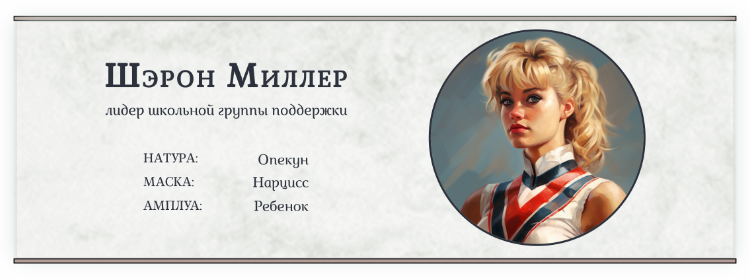 Шэрон Миллер
лидер школьной группы поддержки
НАТУРА: Опекун
МАСКА: Нарцисс
АМПЛУА: Ребенок